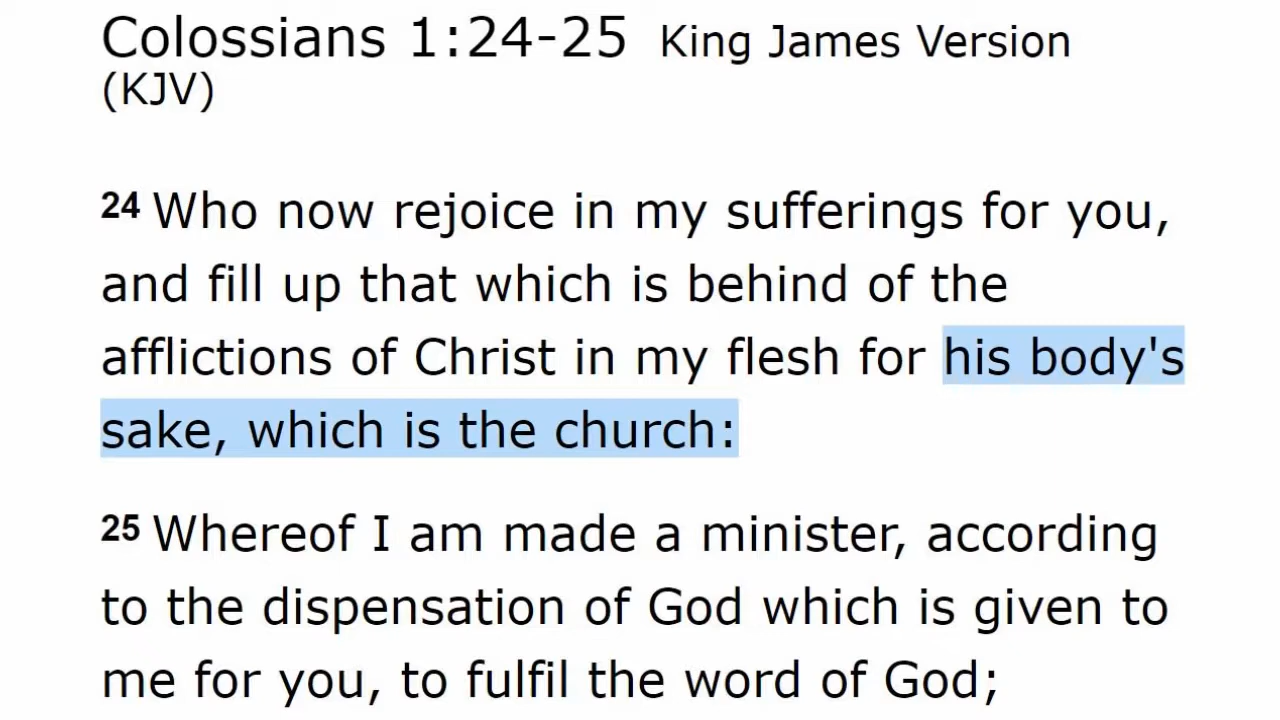 Colossians 1:24-25 King James Version
(KJV)
24 Who now rejoice in my sufferings for you,
and fill up that which is behind of the
afflictions of Christ in my flesh for his body's
sake, which is the church:
25 Whereof I am made a minister, according
to the dispensation of God which is given to
me for you, to fulfil the word of God;